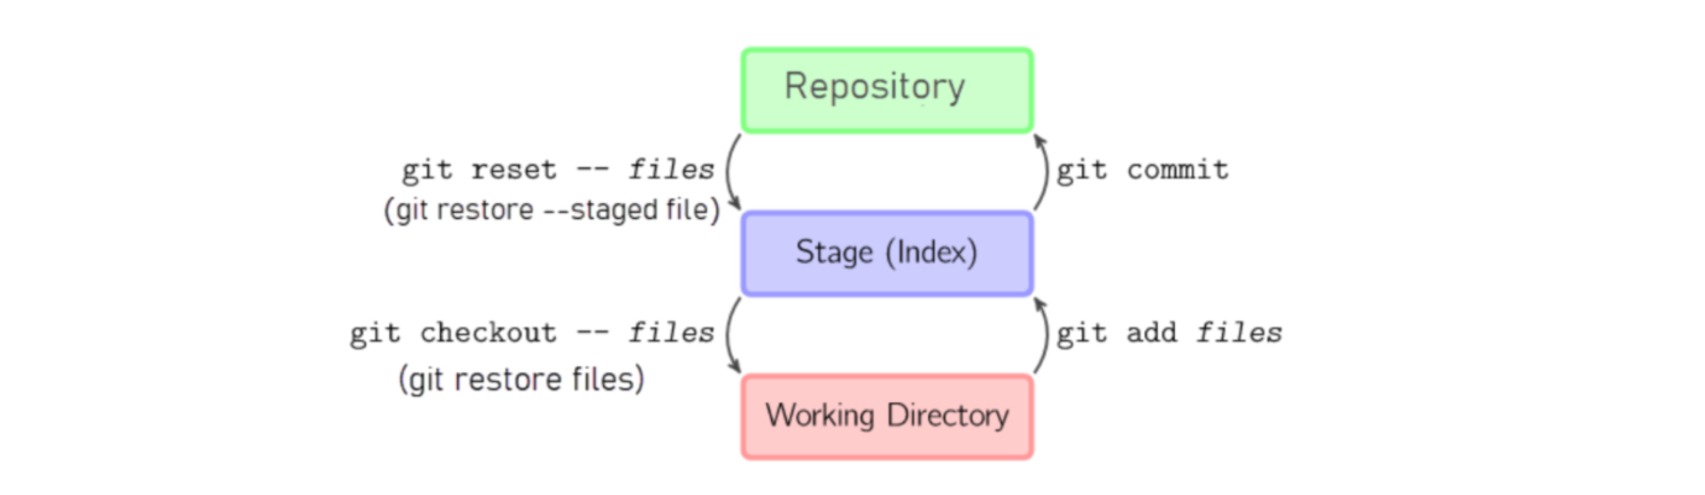 Repository
git reset -- files
git commit
(git restore --staged file)
Stage (Index)
git checkout -- files
git add files
(git restore files)
Working Directory